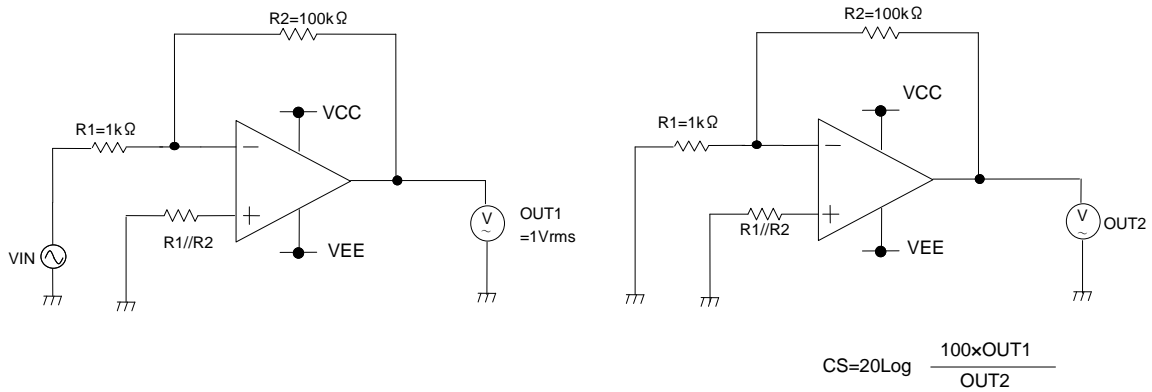 R2=100kΩ
VCC
R1=1kΩ
−
+
R1//R2
VEE
VIN
V
~
OUT1
=1Vrms
R2=100kΩ
VCC
R1=1kΩ
−
+
R1//R2
VEE
V
~
OUT2
CS=20Log
100×OUT1
OUT2